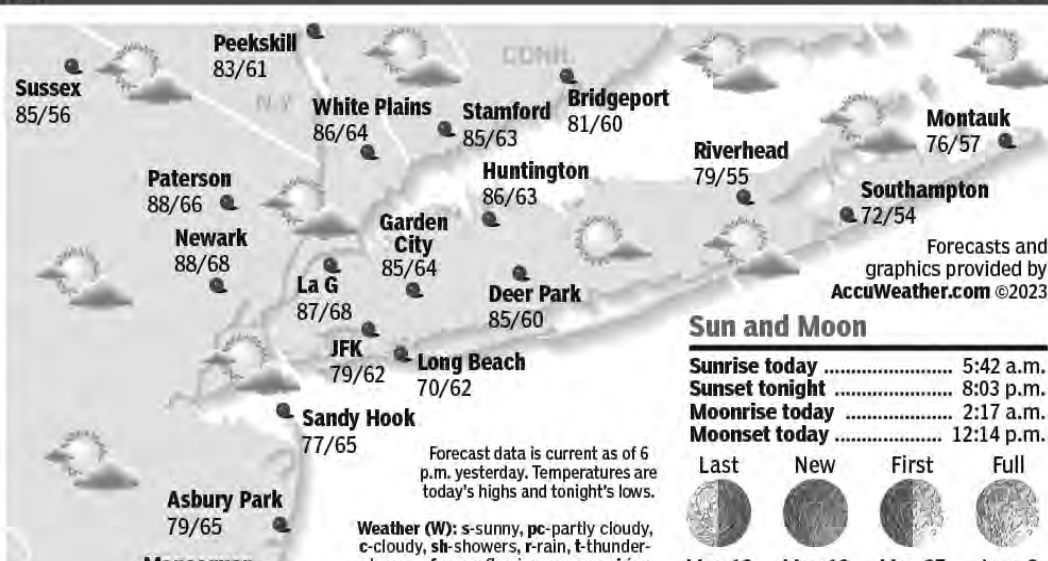 Peekskill
83/61
CONN.
Sussex
85/56
N.Y.
White Plains
86/64
Stamford
85/63
Bridgeport
81/60
Montauk
76/57
Riverhead
79/55
Huntington
86/63
Paterson
88/66
Southampton
72/54
Garden
City
85/64
Newark
88/68
La G
87/68
Deer Park
85/60
Forecasts and
graphics provided by
AccuWeather.com ©2023
JFK
79/62
Long Beach
70/62
Sandy Hook
77/65
Asbury Park
79/65
Forecast data is current as of 6
p.m. yesterday. Temperatures are
today's highs and tonight's lows.
Weather (W): s-sunny, pc-partly cloudy,
c-cloudy, sh-showers, r-rain, t-thunder-
Sun and Moon
Sunrise today ........................ 5:42 a.m.
Sunset tonight ...................... 8:03 p.m.
Moonrise today .................... 2:17 a.m.
Moonset today .................... 12:14 p.m.
Last New First Full